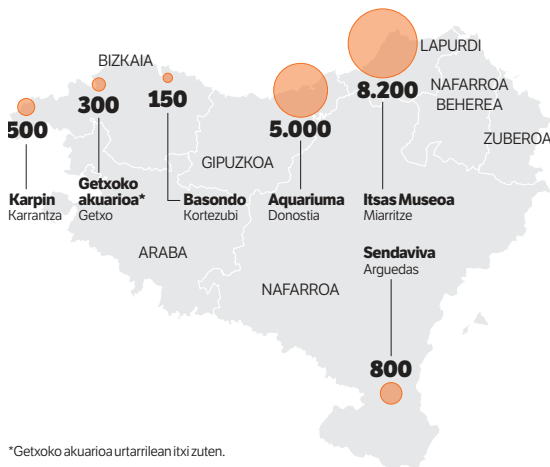 BIZKAIA
LAPURDI
NAFARROA
BEHEREA
ZUBEROA
GIPUZKOA
ARABA
NAFARROA
500
Karpin
Karrantza
300
Getxoko
akuarioa*
Getxo
150
Basondo
Kortezubi
5.000
Aquariuma
Donostia
8.200
Itsas Museoa
Miarritze
Sendaviva
Arguedas
800
*Getxoko akuarioa urtarrilean itxi zuten.